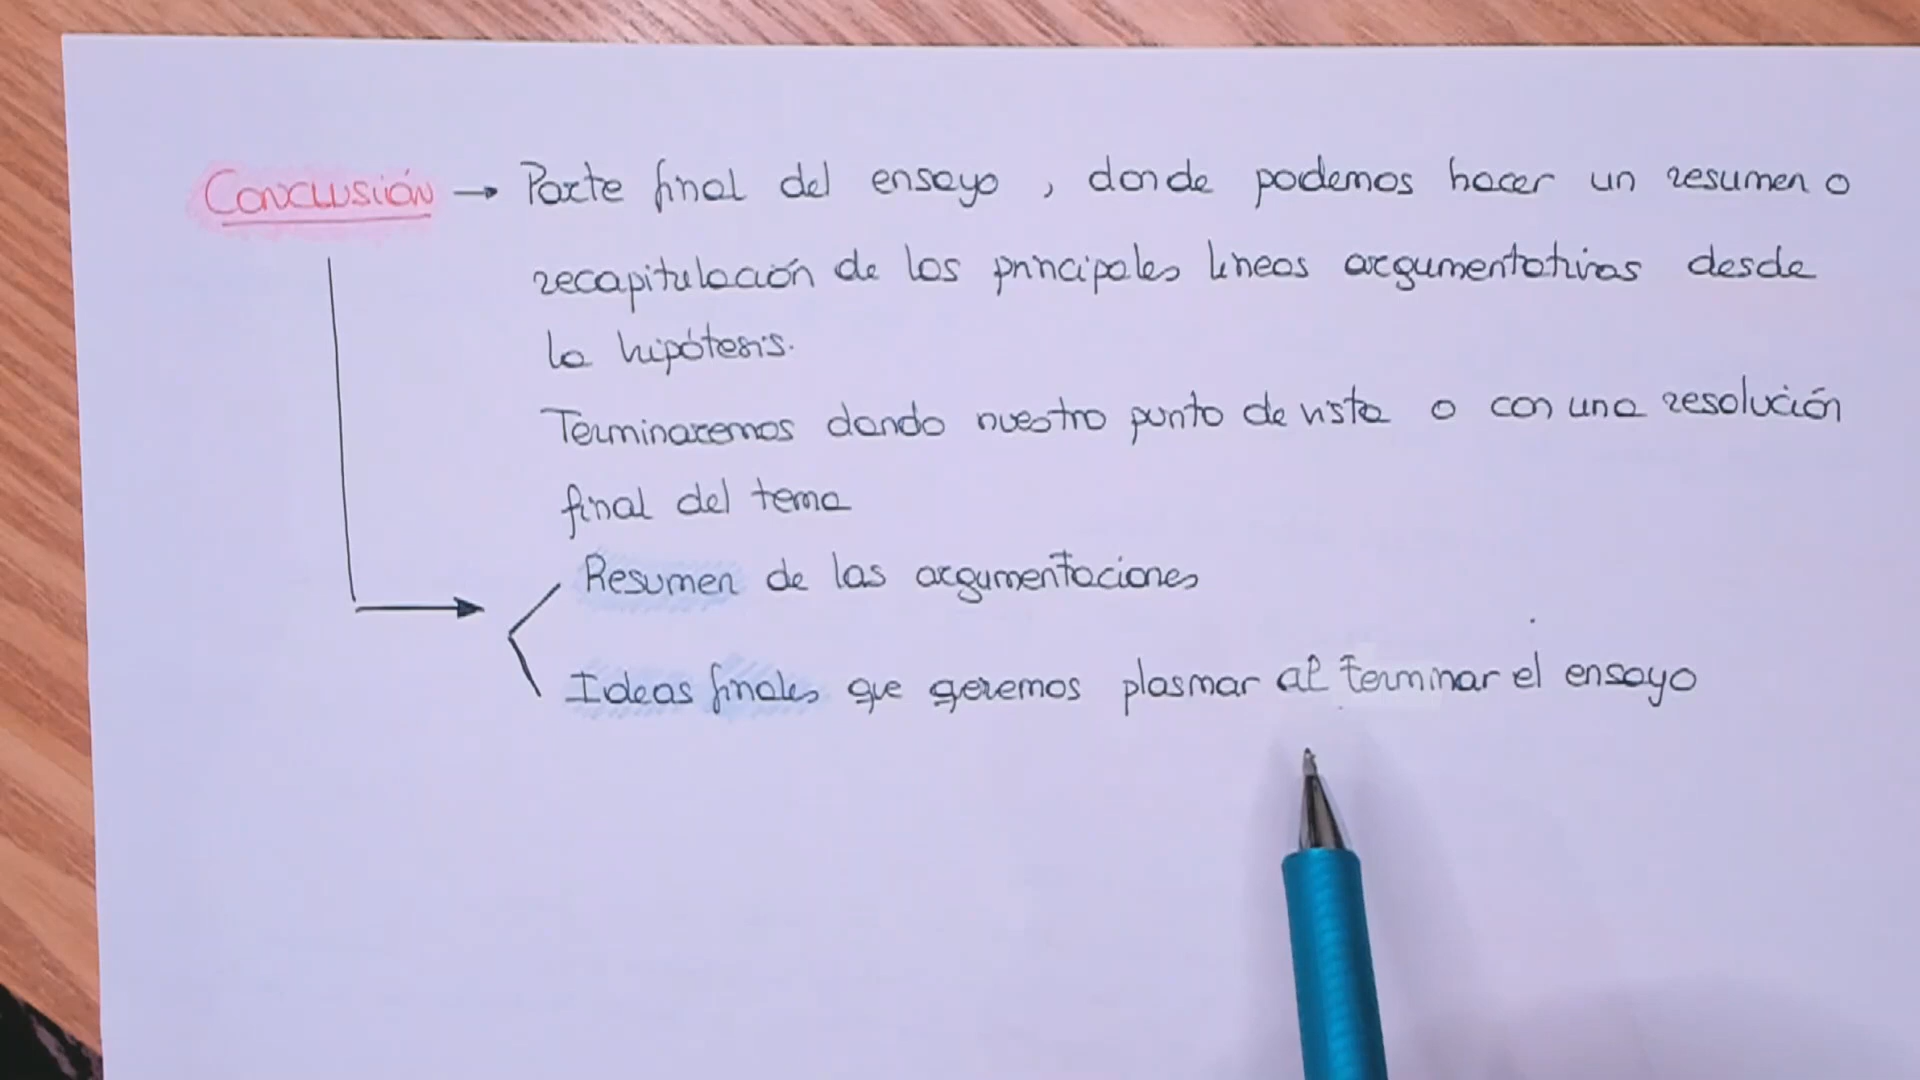 Conclusión → Parte final del ensayo, donde podemos hacer un resumen o
recapitulación de las principales líneas argumentativas desde
la hipótesis.
Terminaremos dando nuestro punto de vista o con una resolución
final del tema
Resumen de las argumentaciones
Ideas finales que queremos plasmar al terminar el ensayo